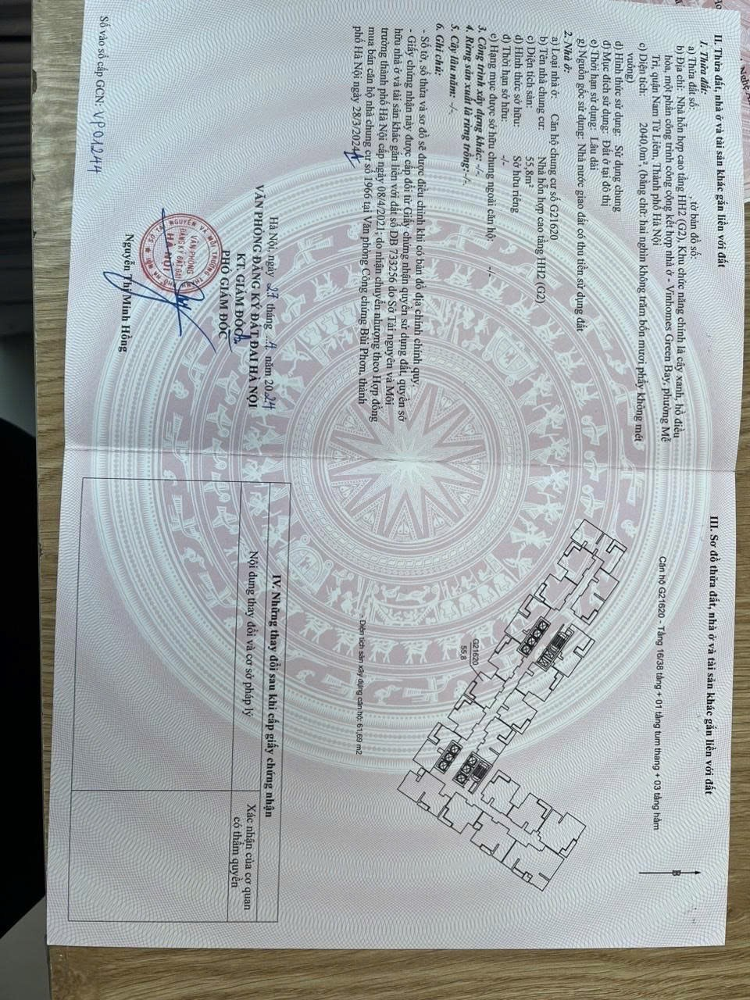 II. Thửa đất, nhà ở và tài sản khác gắn liền với đất
1. Thửa đất:
a) Thửa đất số: , tờ bản đồ số:
b) Địa chỉ: Nhà hỗn hợp cao tầng HH2 (G2), Khu chức năng chính là cây xanh, hồ điều
hòa, một phần công trình công cộng kết hợp nhà ở - Vinhomes Green Bay, phường Mễ
Trì, quận Nam Từ Liêm, Thành phố Hà Nội
c) Diện tích: 2040,0m², (bằng chữ: hai nghìn không trăm bốn mươi phẩy không mét
vuông)
d) Hình thức sử dụng: Sử dụng chung
đ) Mục đích sử dụng: Đất ở tại đô thị
e) Thời hạn sử dụng: Lâu dài
g) Nguồn gốc sử dụng: Nhà nước giao đất có thu tiền sử dụng đất
2. Nhà ở:
a) Loại nhà ở: Căn hộ chung cư số G21620
b) Tên nhà chung cư: Nhà hỗn hợp cao tầng HH2 (G2)
c) Diện tích sàn: 55,8m²
d) Hình thức sở hữu: Sở hữu riêng
đ) Thời hạn sở hữu: -/-
e) Hạng mục được sở hữu chung ngoài căn hộ: -/-
3. Công trình xây dựng khác: -/-.
4. Rừng sản xuất là rừng trồng:-/-.
5. Cây lâu năm: -/-.
6. Ghi chú:
- Số tờ, số thửa và sơ đồ sẽ được điều chỉnh khi có bản đồ địa chính chính quy.
- Giấy chứng nhận này được cấp đổi từ Giấy chứng nhận quyền sử dụng đất, quyền sở
hữu nhà ở và tài sản khác gắn liền với đất số DB 733256 do Sở Tài nguyên và Môi
trường thành phố Hà Nội cấp ngày 08/4/2021; do nhận chuyển nhượng theo Hợp đồng
mua bán căn hộ nhà chung cư số 1966 tại Văn phòng Công chứng Bùi Phơn, thành
phố Hà Nội ngày 28/3/2024
Hà Nội, ngày 27 tháng 4 năm 2024
VĂN PHÒNG ĐĂNG KÝ ĐẤT ĐAI HÀ NỘI
KT. GIÁM ĐỐC
PHÓ GIÁM ĐỐC
VĂN PHÒNG
ĐĂNG KÝ ĐẤT ĐAI
HÀ NỘI
Nguyễn Thị Minh Hồng
Số vào sổ cấp GCN: VP01244
III. Sơ đồ thửa đất, nhà ở và tài sản khác gắn liền với đất
Căn hộ G21620 - Tầng 16/38 tầng + 01 tầng tum thang + 03 tầng hầm
B
G21620
55,8
- Diện tích sàn xây dựng căn hộ: 61,69 m2
IV. Những thay đổi sau khi cấp giấy chứng nhận
Nội dung thay đổi và cơ sở pháp lý
Xác nhận của cơ quan
có thẩm quyền